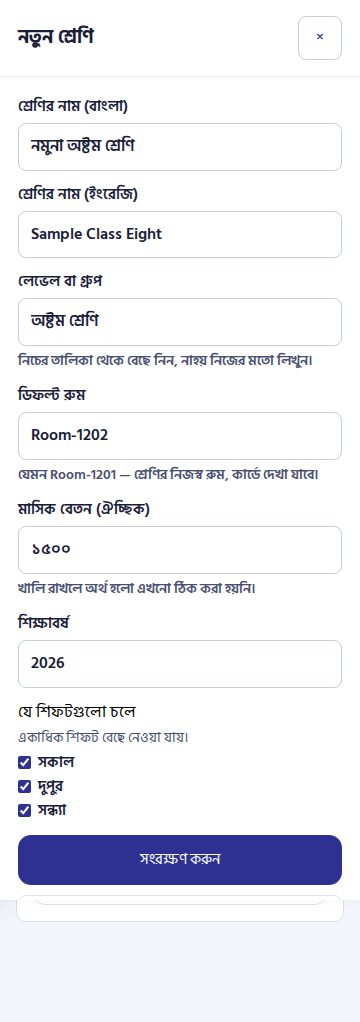 নতুন শ্রেণি
×
শ্রেণির নাম (বাংলা)
নমুনা অষ্টম শ্রেণি
শ্রেণির নাম (ইংরেজি)
Sample Class Eight
লেভেল বা গ্রুপ
অষ্টম শ্রেণি
নিচের তালিকা থেকে বেছে নিন, নাহয় নিজের মতো লিখুন।
ডিফল্ট রুম
Room-1202
যেমন Room-1201 — শ্রেণির নিজস্ব রুম, কার্ডে দেখা যাবে।
মাসিক বেতন (ঐচ্ছিক)
১৫০০
খালি রাখলে অর্থ হলো এখনো ঠিক করা হয়নি।
শিক্ষাবর্ষ
2026
যে শিফটগুলো চলে
একাধিক শিফট বেছে নেওয়া যায়।
সকাল
দুপুর
সন্ধ্যা
সংরক্ষণ করুন